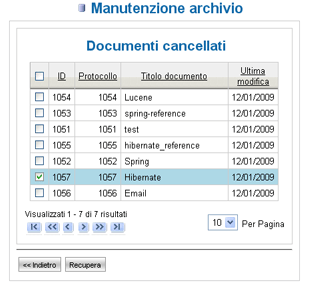 Manutenzione archivio
Documenti cancellati
ID Protocollo Titolo documento Ultima modifica
1054 1054 Lucene 12/01/2009
1053 1053 spring-reference 12/01/2009
1051 1051 test 12/01/2009
1055 1055 hibernate_reference 12/01/2009
1052 1052 Spring 12/01/2009
1057 1057 Hibernate 12/01/2009
1056 1056 Email 12/01/2009
Visualizzati 1 - 7 di 7 risultati
10 Per Pagina
<< Indietro Recupera